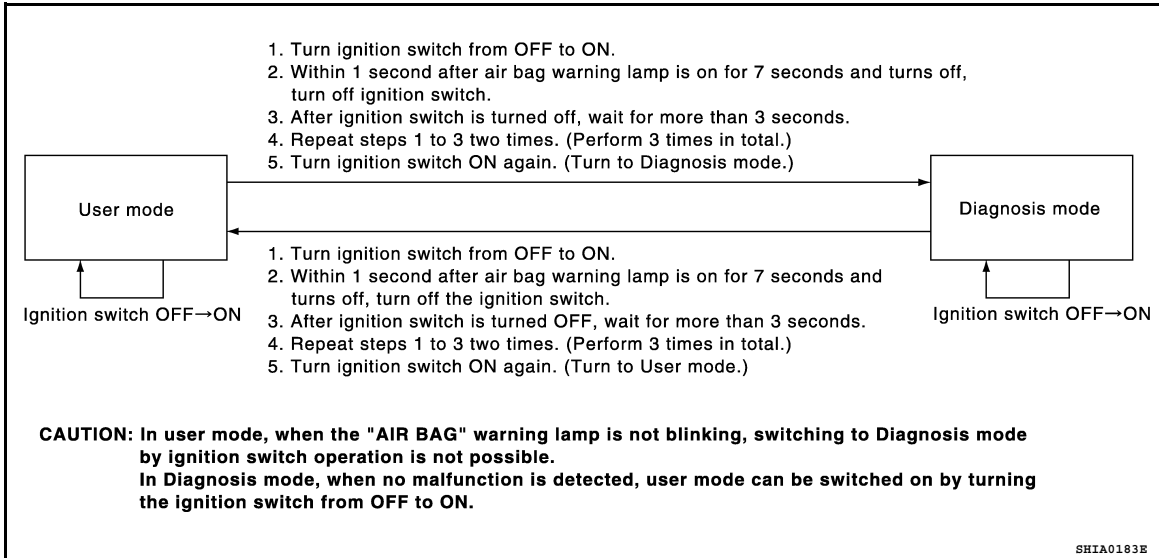 1. Turn ignition switch from OFF to ON.
2. Within 1 second after air bag warning lamp is on for 7 seconds and turns off,
turn off ignition switch.
3. After ignition switch is turned off, wait for more than 3 seconds.
4. Repeat steps 1 to 3 two times. (Perform 3 times in total.)
5. Turn ignition switch ON again. (Turn to Diagnosis mode.)
User mode
Diagnosis mode
1. Turn ignition switch from OFF to ON.
2. Within 1 second after air bag warning lamp is on for 7 seconds and
turns off, turn off the ignition switch.
3. After ignition switch is turned OFF, wait for more than 3 seconds.
4. Repeat steps 1 to 3 two times. (Perform 3 times in total.)
5. Turn ignition switch ON again. (Turn to User mode.)
Ignition switch OFF→ON
Ignition switch OFF→ON
CAUTION: In user mode, when the "AIR BAG" warning lamp is not blinking, switching to Diagnosis mode
by ignition switch operation is not possible.
In Diagnosis mode, when no malfunction is detected, user mode can be switched on by turning
the ignition switch from OFF to ON.
SHIA0183E